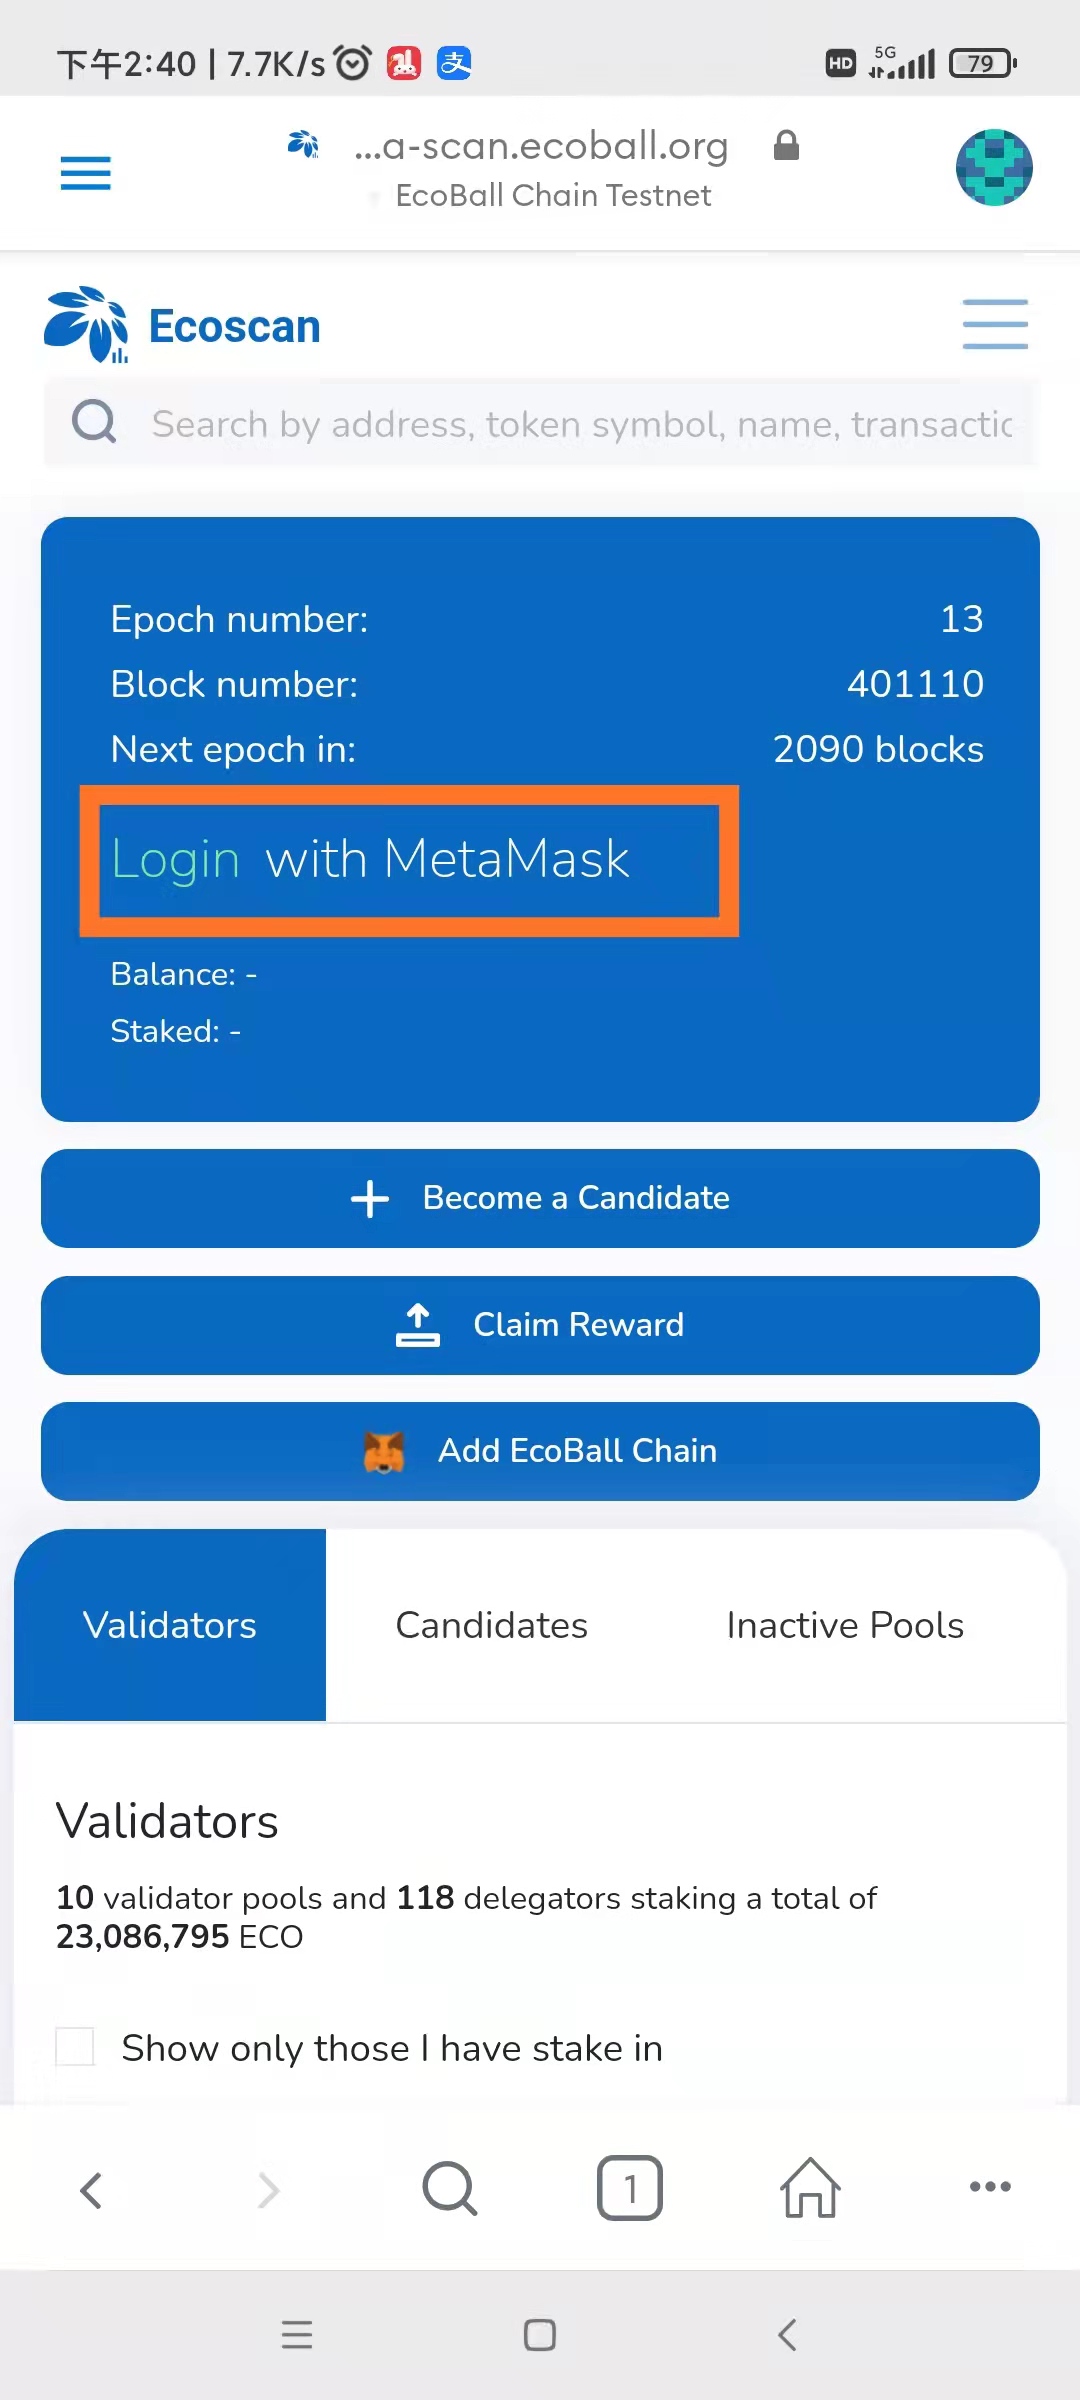 下午2:40 | 7.7K/s 支 HD 5G 79
...a-scan.ecoball.org
EcoBall Chain Testnet
Ecoscan
Search by address, token symbol, name, transactic
Epoch number: 13
Block number: 401110
Next epoch in: 2090 blocks
Login with MetaMask
Balance: -
Staked: -
Become a Candidate
Claim Reward
Add EcoBall Chain
Validators Candidates Inactive Pools
Validators
10 validator pools and 118 delegators staking a total of
23,086,795 ECO
Show only those I have stake in
1